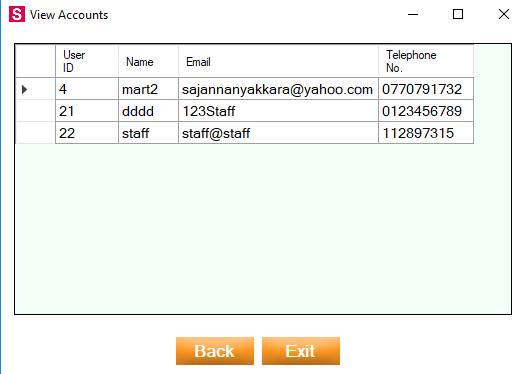 S View Accounts
User ID Name Email Telephone No.
4 mart2 sajannanyakkara@yahoo.com 0770791732
21 dddd 123Staff 0123456789
22 staff staff@staff 112897315
Back Exit